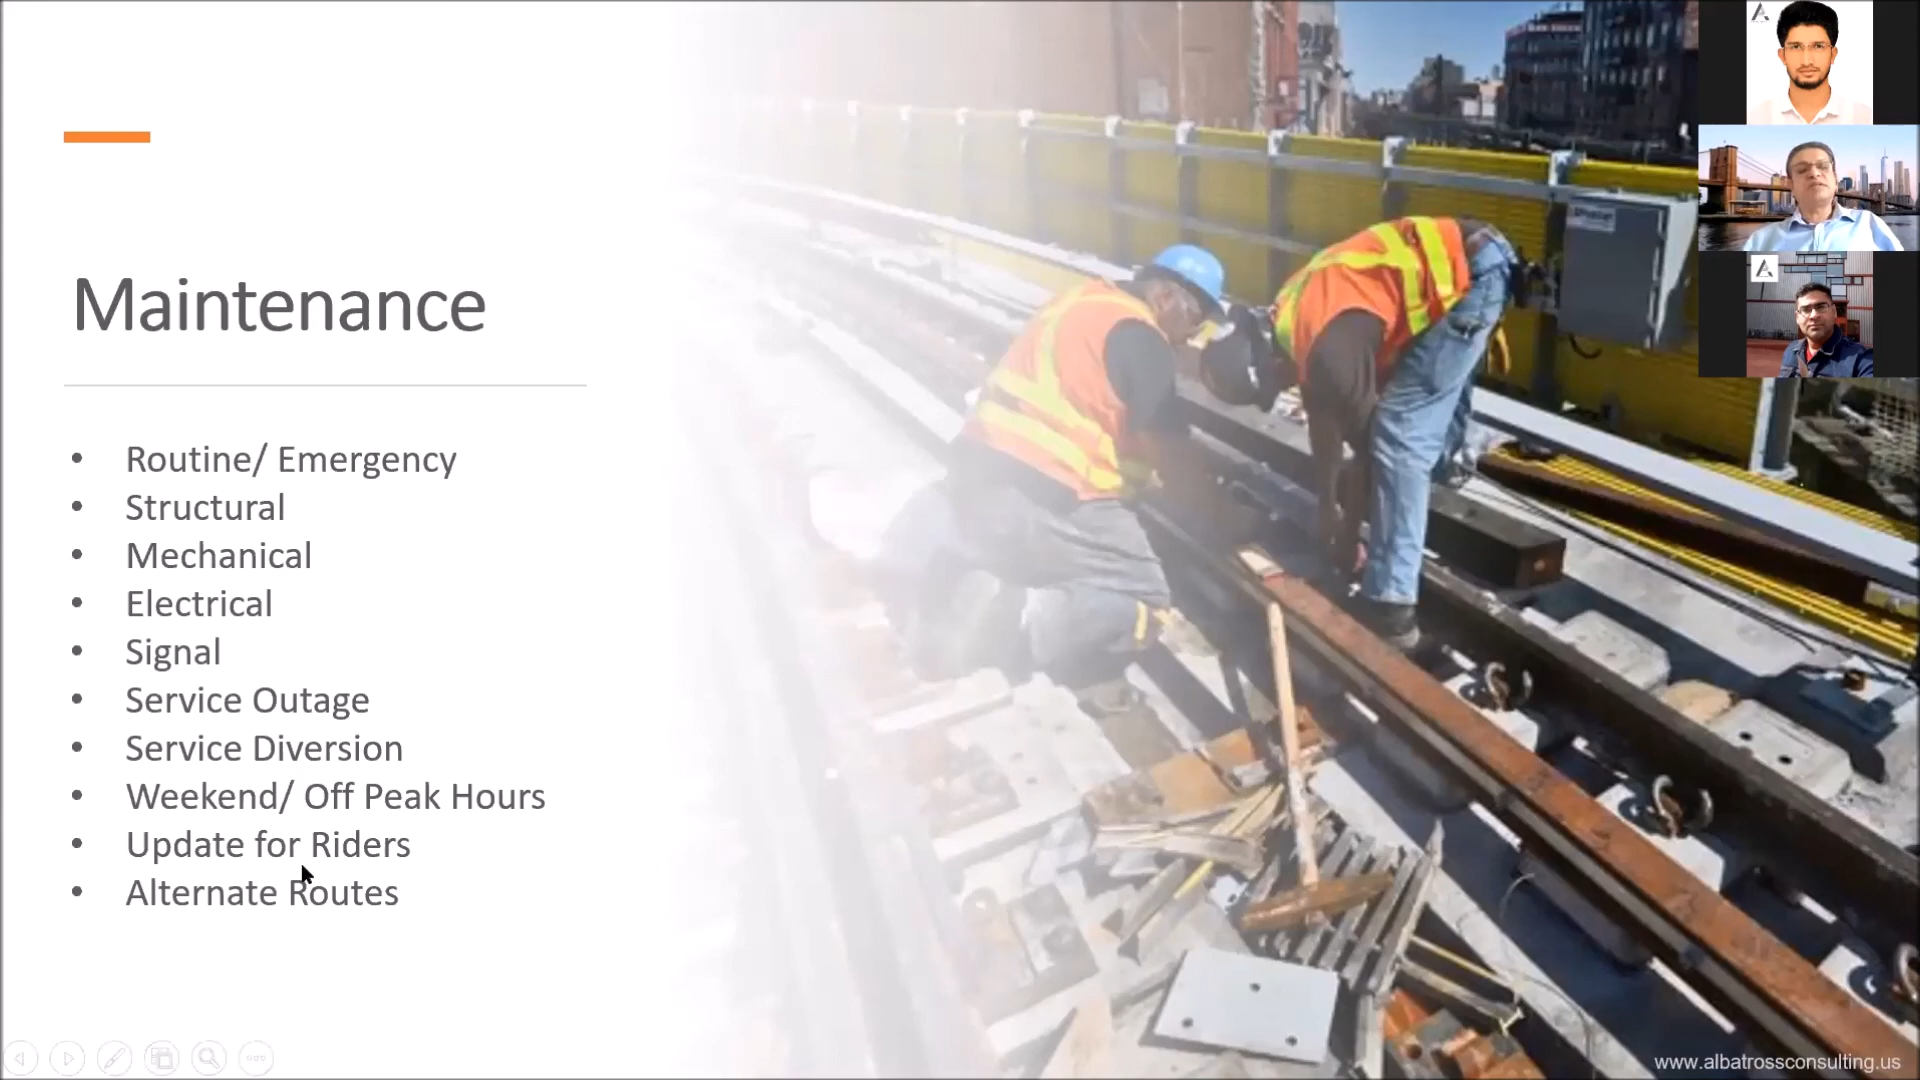 Maintenance
• Routine/ Emergency
• Structural
• Mechanical
• Electrical
• Signal
• Service Outage
• Service Diversion
• Weekend/ Off Peak Hours
• Update for Riders
• Alternate Routes
www.albatrossconsulting.us